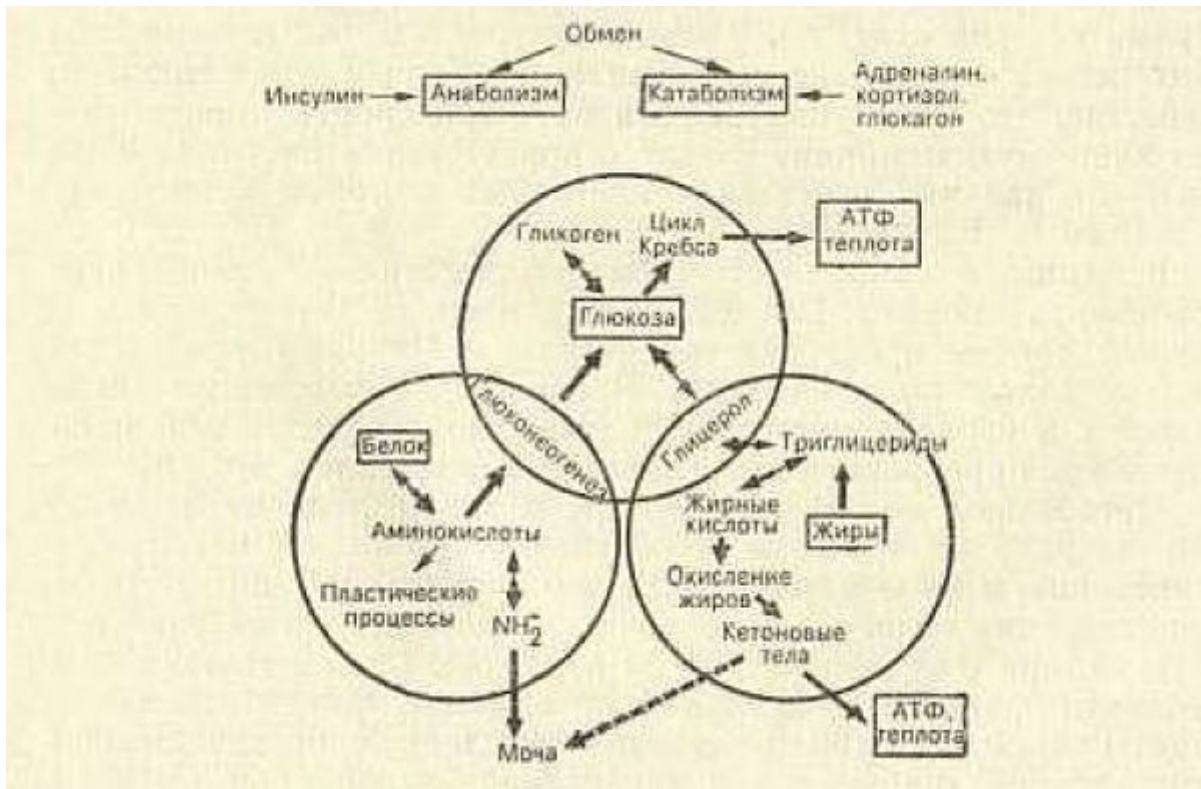 Обмен
Инсулин
Анаболизм
Катаболизм
Адреналин,
кортизол,
глюкагон
Гликоген
Цикл
Кребса
АТФ,
теплота
Глюкоза
Глюконеогенез
Глицерол
Белок
Триглицериды
Аминокислоты
Жирные
кислоты
Жиры
Пластические
процессы
Окисление
жиров
NH₂⁻
Кетоновые
тела
Моча
АТФ,
теплота